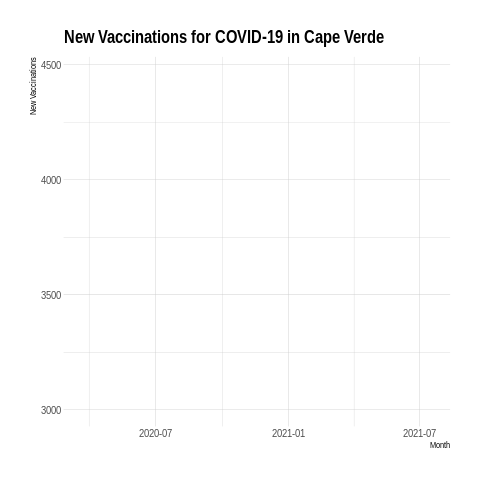 New Vaccinations for COVID-19 in Cape Verde
New Vaccinations
4500
4000
3500
3000
2020-07 2021-01 2021-07
Month